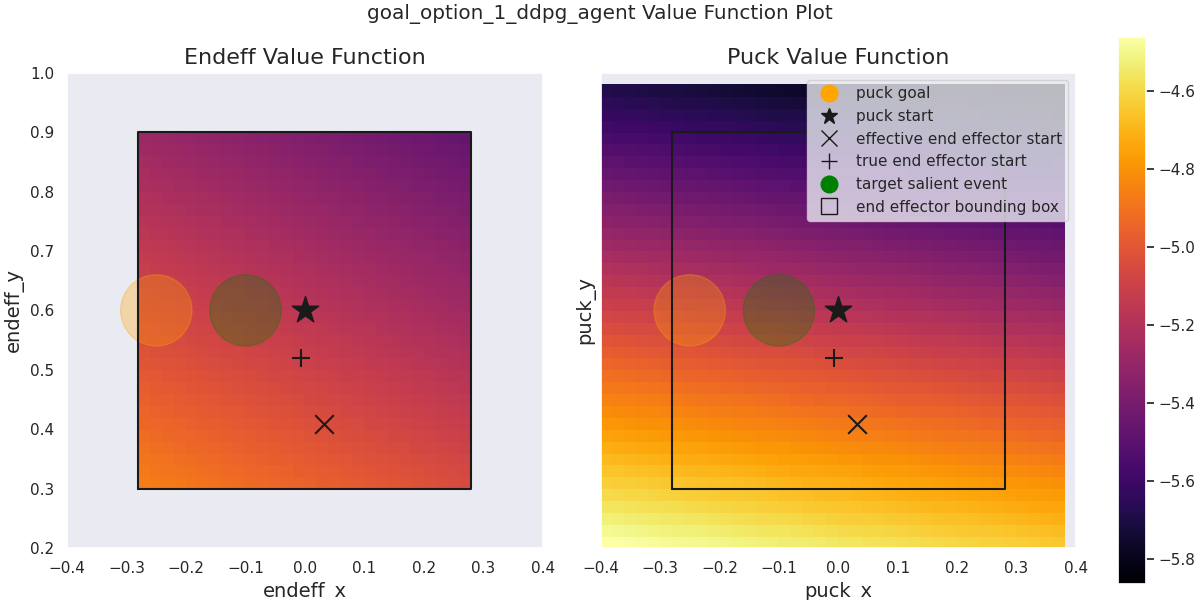 goal_option_1_ddpg_agent Value Function Plot
Endeff Value Function
1.0
0.9
0.8
0.7
0.6
0.5
0.4
0.3
0.2
endeff_y
−0.4 −0.3 −0.2 −0.1 0.0 0.1 0.2 0.3 0.4
endeff_x
Puck Value Function
puck goal
puck start
effective end effector start
true end effector start
target salient event
end effector bounding box
puck_y
−0.4 −0.3 −0.2 −0.1 0.0 0.1 0.2 0.3 0.4
puck_x
−4.6
−4.8
−5.0
−5.2
−5.4
−5.6
−5.8